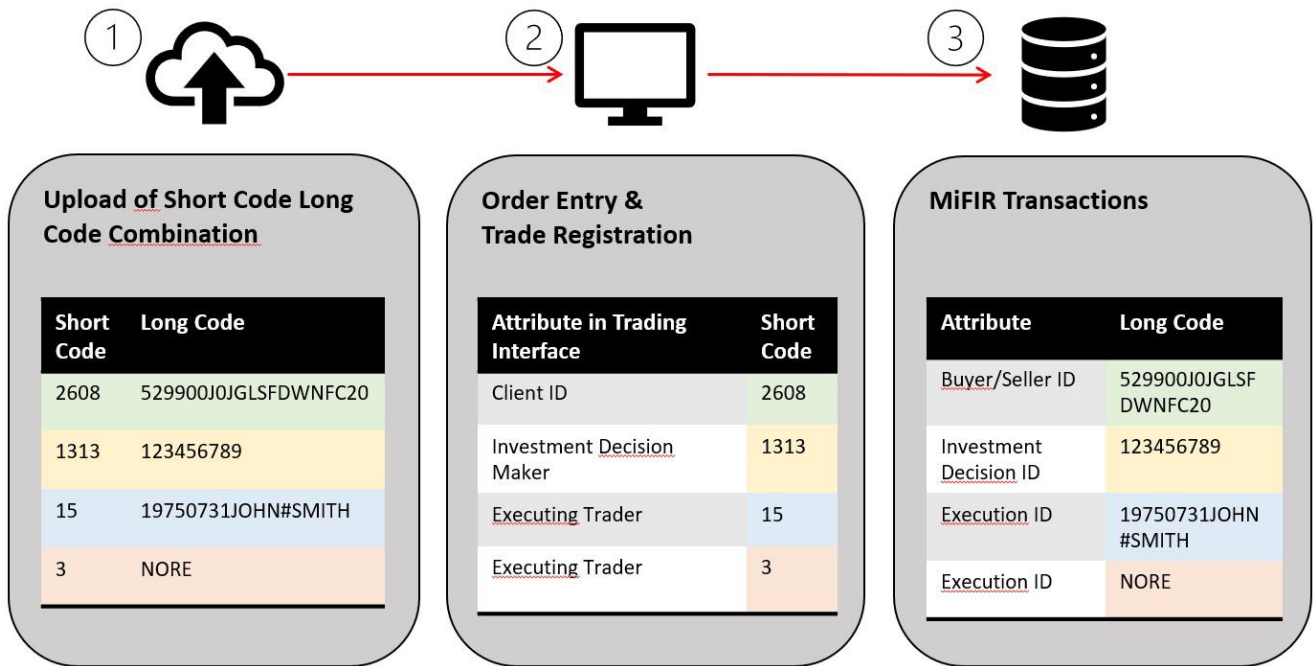 1
2
3
Upload of Short Code Long
Code Combination
Short Code Long Code
2608 529900J0JGLSFDWNFC20
1313 123456789
15 19750731JOHN#SMITH
3 NORE
Order Entry &
Trade Registration
Attribute in Trading Interface Short Code
Client ID 2608
Investment Decision Maker 1313
Executing Trader 15
Executing Trader 3
MiFIR Transactions
Attribute Long Code
Buyer/Seller ID 529900J0JGLSF
DWNFC20
Investment Decision ID 123456789
Execution ID 19750731JOHN
#SMITH
Execution ID NORE